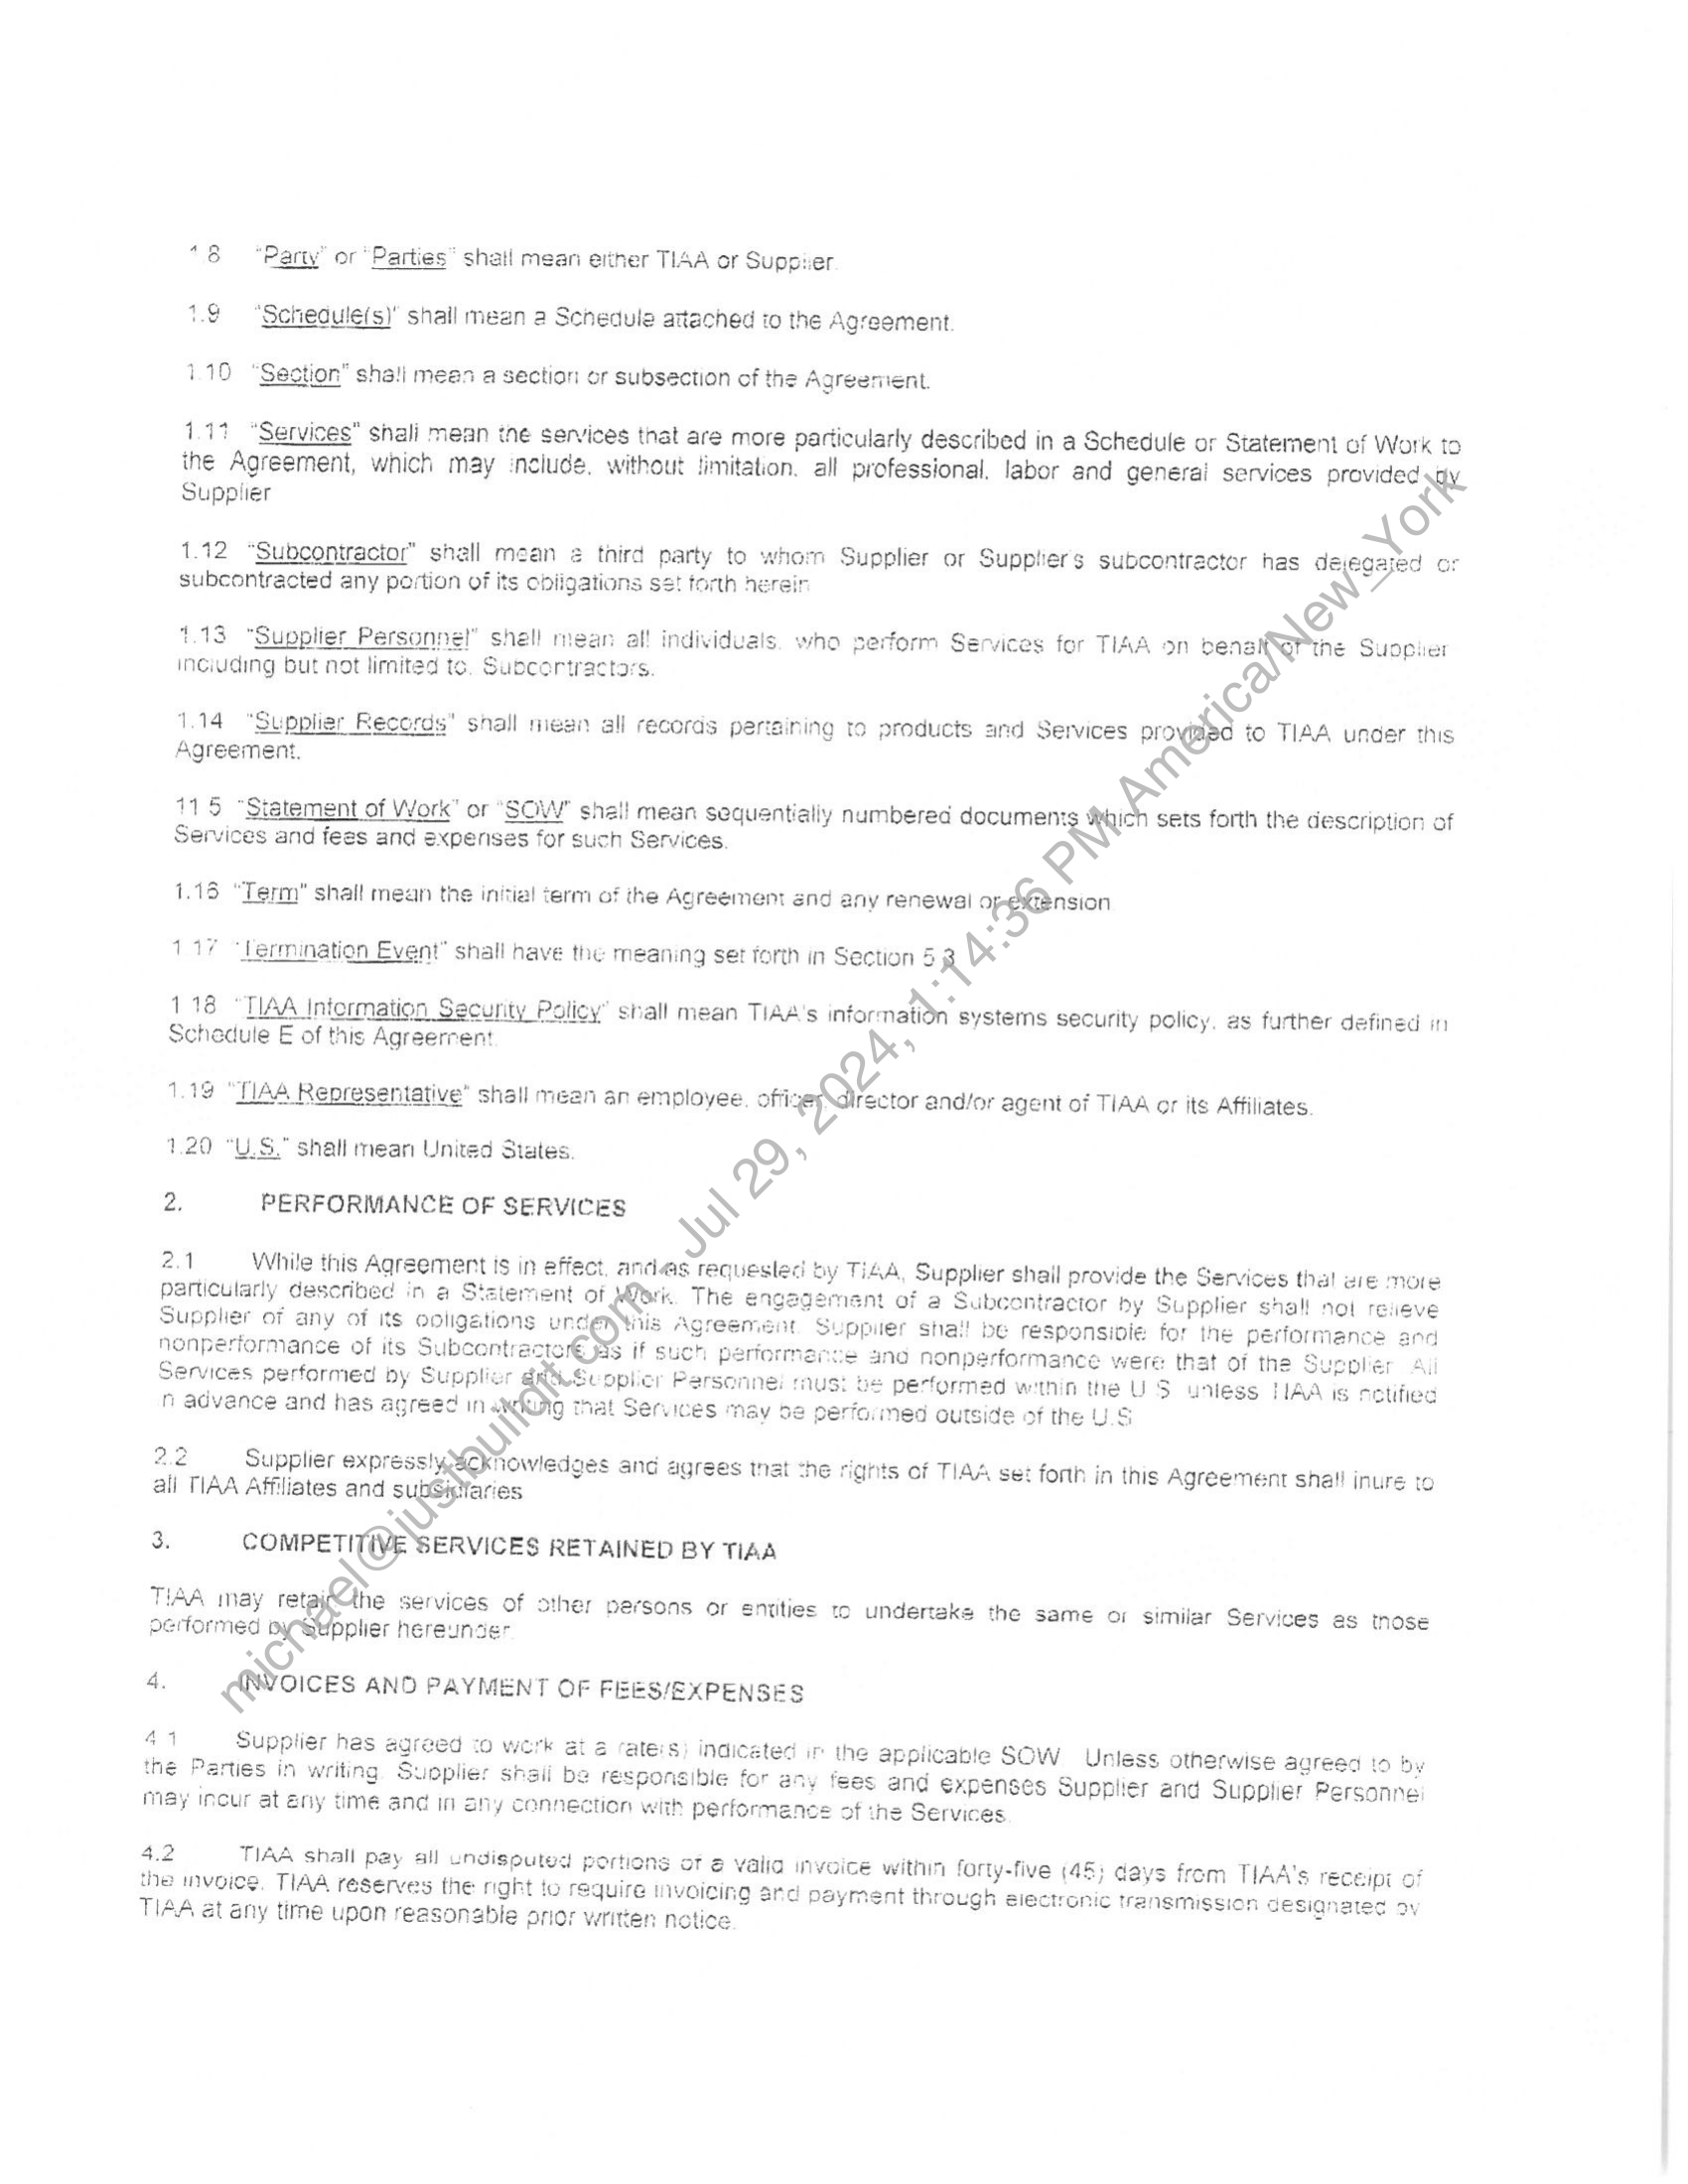 1.8 "Party" or "Parties" shall mean either TIAA or Supplier.
1.9 "Schedule(s)" shall mean a Schedule attached to the Agreement.
1.10 "Section" shall mean a section or subsection of the Agreement.
1.11 "Services" shall mean the services that are more particularly described in a Schedule or Statement of Work to
the Agreement, which may include, without limitation, all professional, labor and general services provided by
Supplier
1.12 "Subcontractor" shall mean a third party to whom Supplier or Supplier's subcontractor has delegated or
subcontracted any portion of its obligations set forth herein
1.13 "Supplier Personnel" shall mean all individuals, who perform Services for TIAA on behalf of the Supplier
including but not limited to, Subcontractors.
1.14 "Supplier Records" shall mean all records pertaining to products and Services provided to TIAA under this
Agreement.
11 5 "Statement of Work" or "SOW" shall mean sequentially numbered documents which sets forth the description of
Services and fees and expenses for such Services.
1.16 "Term" shall mean the initial term of the Agreement and any renewal or extension
1 17 "Termination Event" shall have the meaning set forth in Section 5.3
1 18 "TIAA Information Security Policy" shall mean TIAA's information systems security policy, as further defined in
Schedule E of this Agreement.
1.19 "TIAA Representative" shall mean an employee, officer, director and/or agent of TIAA or its Affiliates.
1.20 "U.S." shall mean United States.
2. PERFORMANCE OF SERVICES
2.1 While this Agreement is in effect, and as requested by TIAA, Supplier shall provide the Services that are more
particularly described in a Statement of Work. The engagement of a Subcontractor by Supplier shall not relieve
Supplier of any of its obligations under this Agreement. Supplier shall be responsible for the performance and
nonperformance of its Subcontractors as if such performance and nonperformance were that of the Supplier. All
Services performed by Supplier and Supplier Personnel must be performed within the U S unless TIAA is notified
n advance and has agreed in writing that Services may be performed outside of the U.S
2.2 Supplier expressly acknowledges and agrees that the rights of TIAA set forth in this Agreement shall inure to
all TIAA Affiliates and subsidiaries
3. COMPETITIVE SERVICES RETAINED BY TIAA
TIAA may retain the services of other persons or entities to undertake the same or similar Services as those
performed by Supplier hereunder.
4. INVOICES AND PAYMENT OF FEES/EXPENSES
4 1 Supplier has agreed to work at a rate(s) indicated in the applicable SOW Unless otherwise agreed to by
the Parties in writing, Supplier shall be responsible for any fees and expenses Supplier and Supplier Personnel
may incur at any time and in any connection with performance of the Services.
4.2 TIAA shall pay all undisputed portions of a valid invoice within forty-five (45) days from TIAA's receipt of
the invoice. TIAA reserves the right to require invoicing and payment through electronic transmission designated by
TIAA at any time upon reasonable prior written notice.
michael@justbuildit.com - Jul 29, 2024, 1:14:36 PM America/New_York